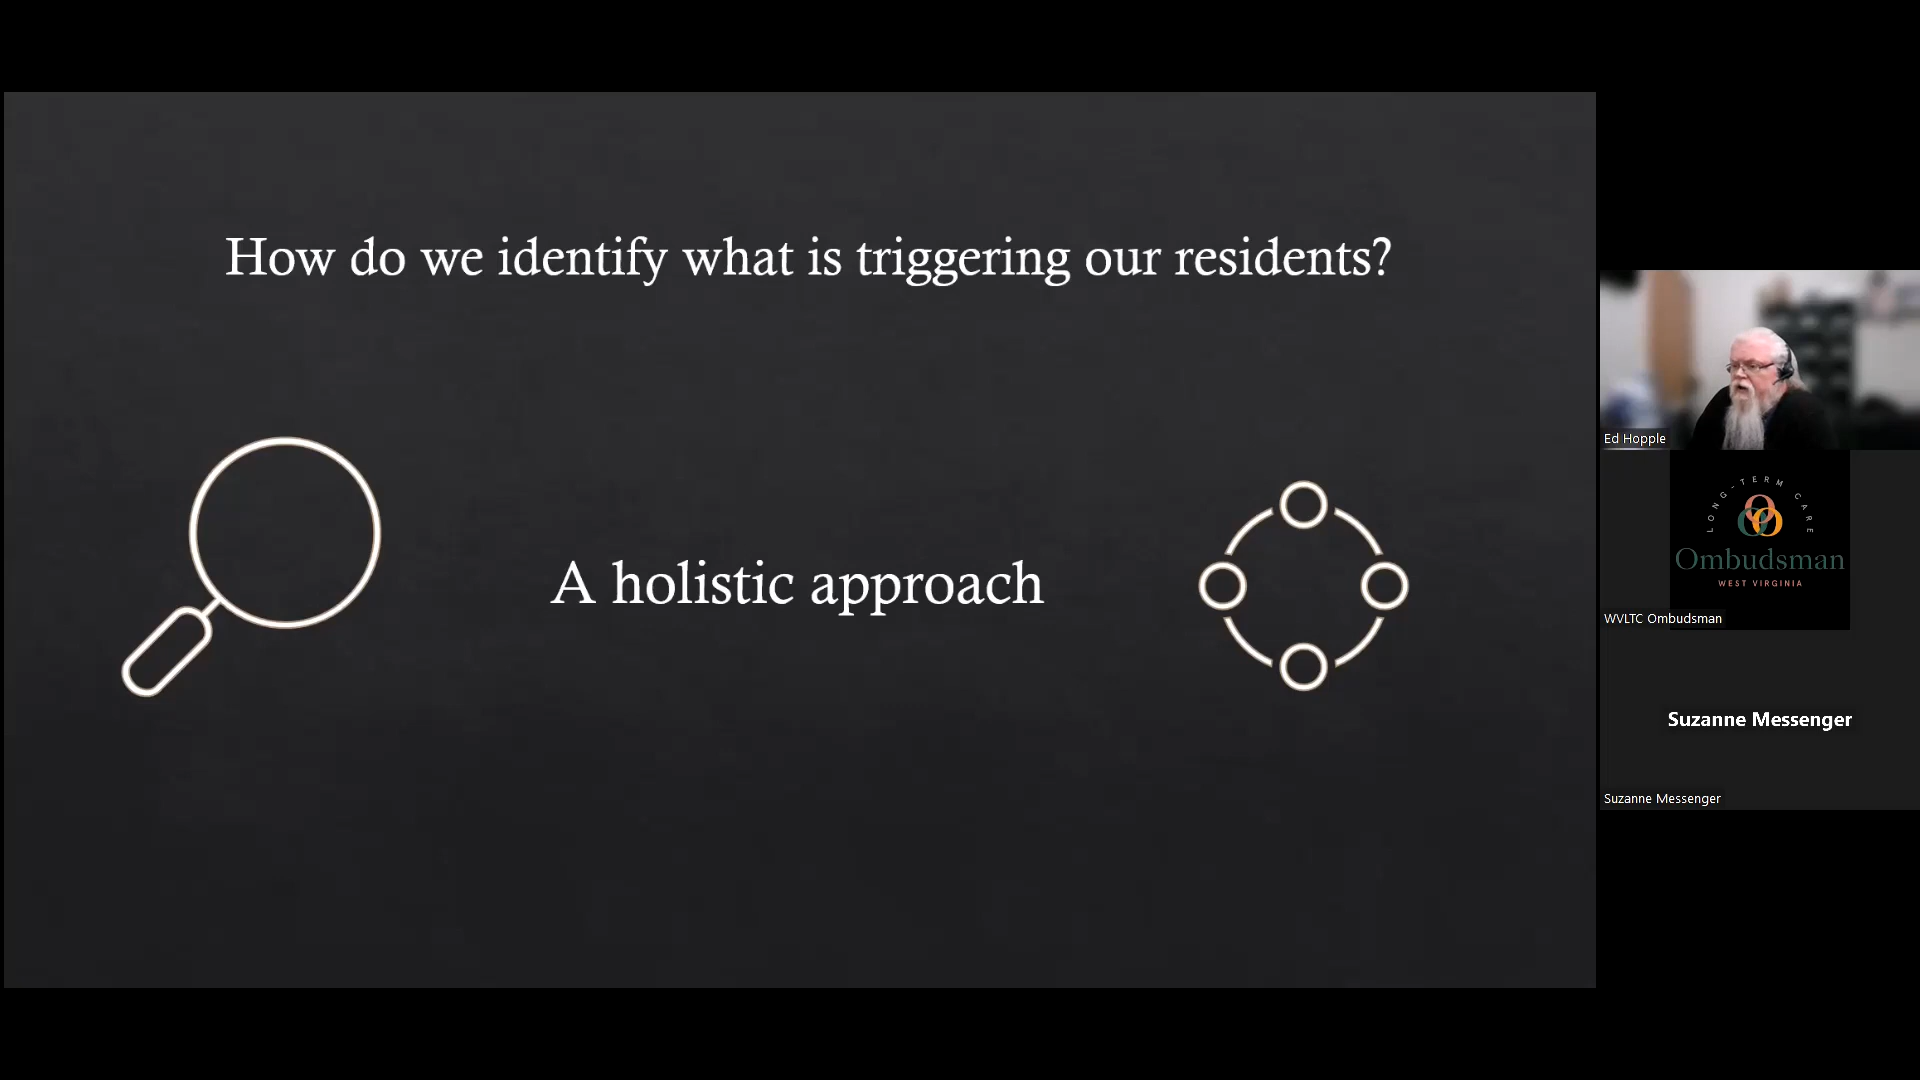 How do we identify what is triggering our residents?
A holistic approach
Ed Hopple
LONG-TERM CARE
Ombudsman
WEST VIRGINIA
WVLTC Ombudsman
Suzanne Messenger
Suzanne Messenger